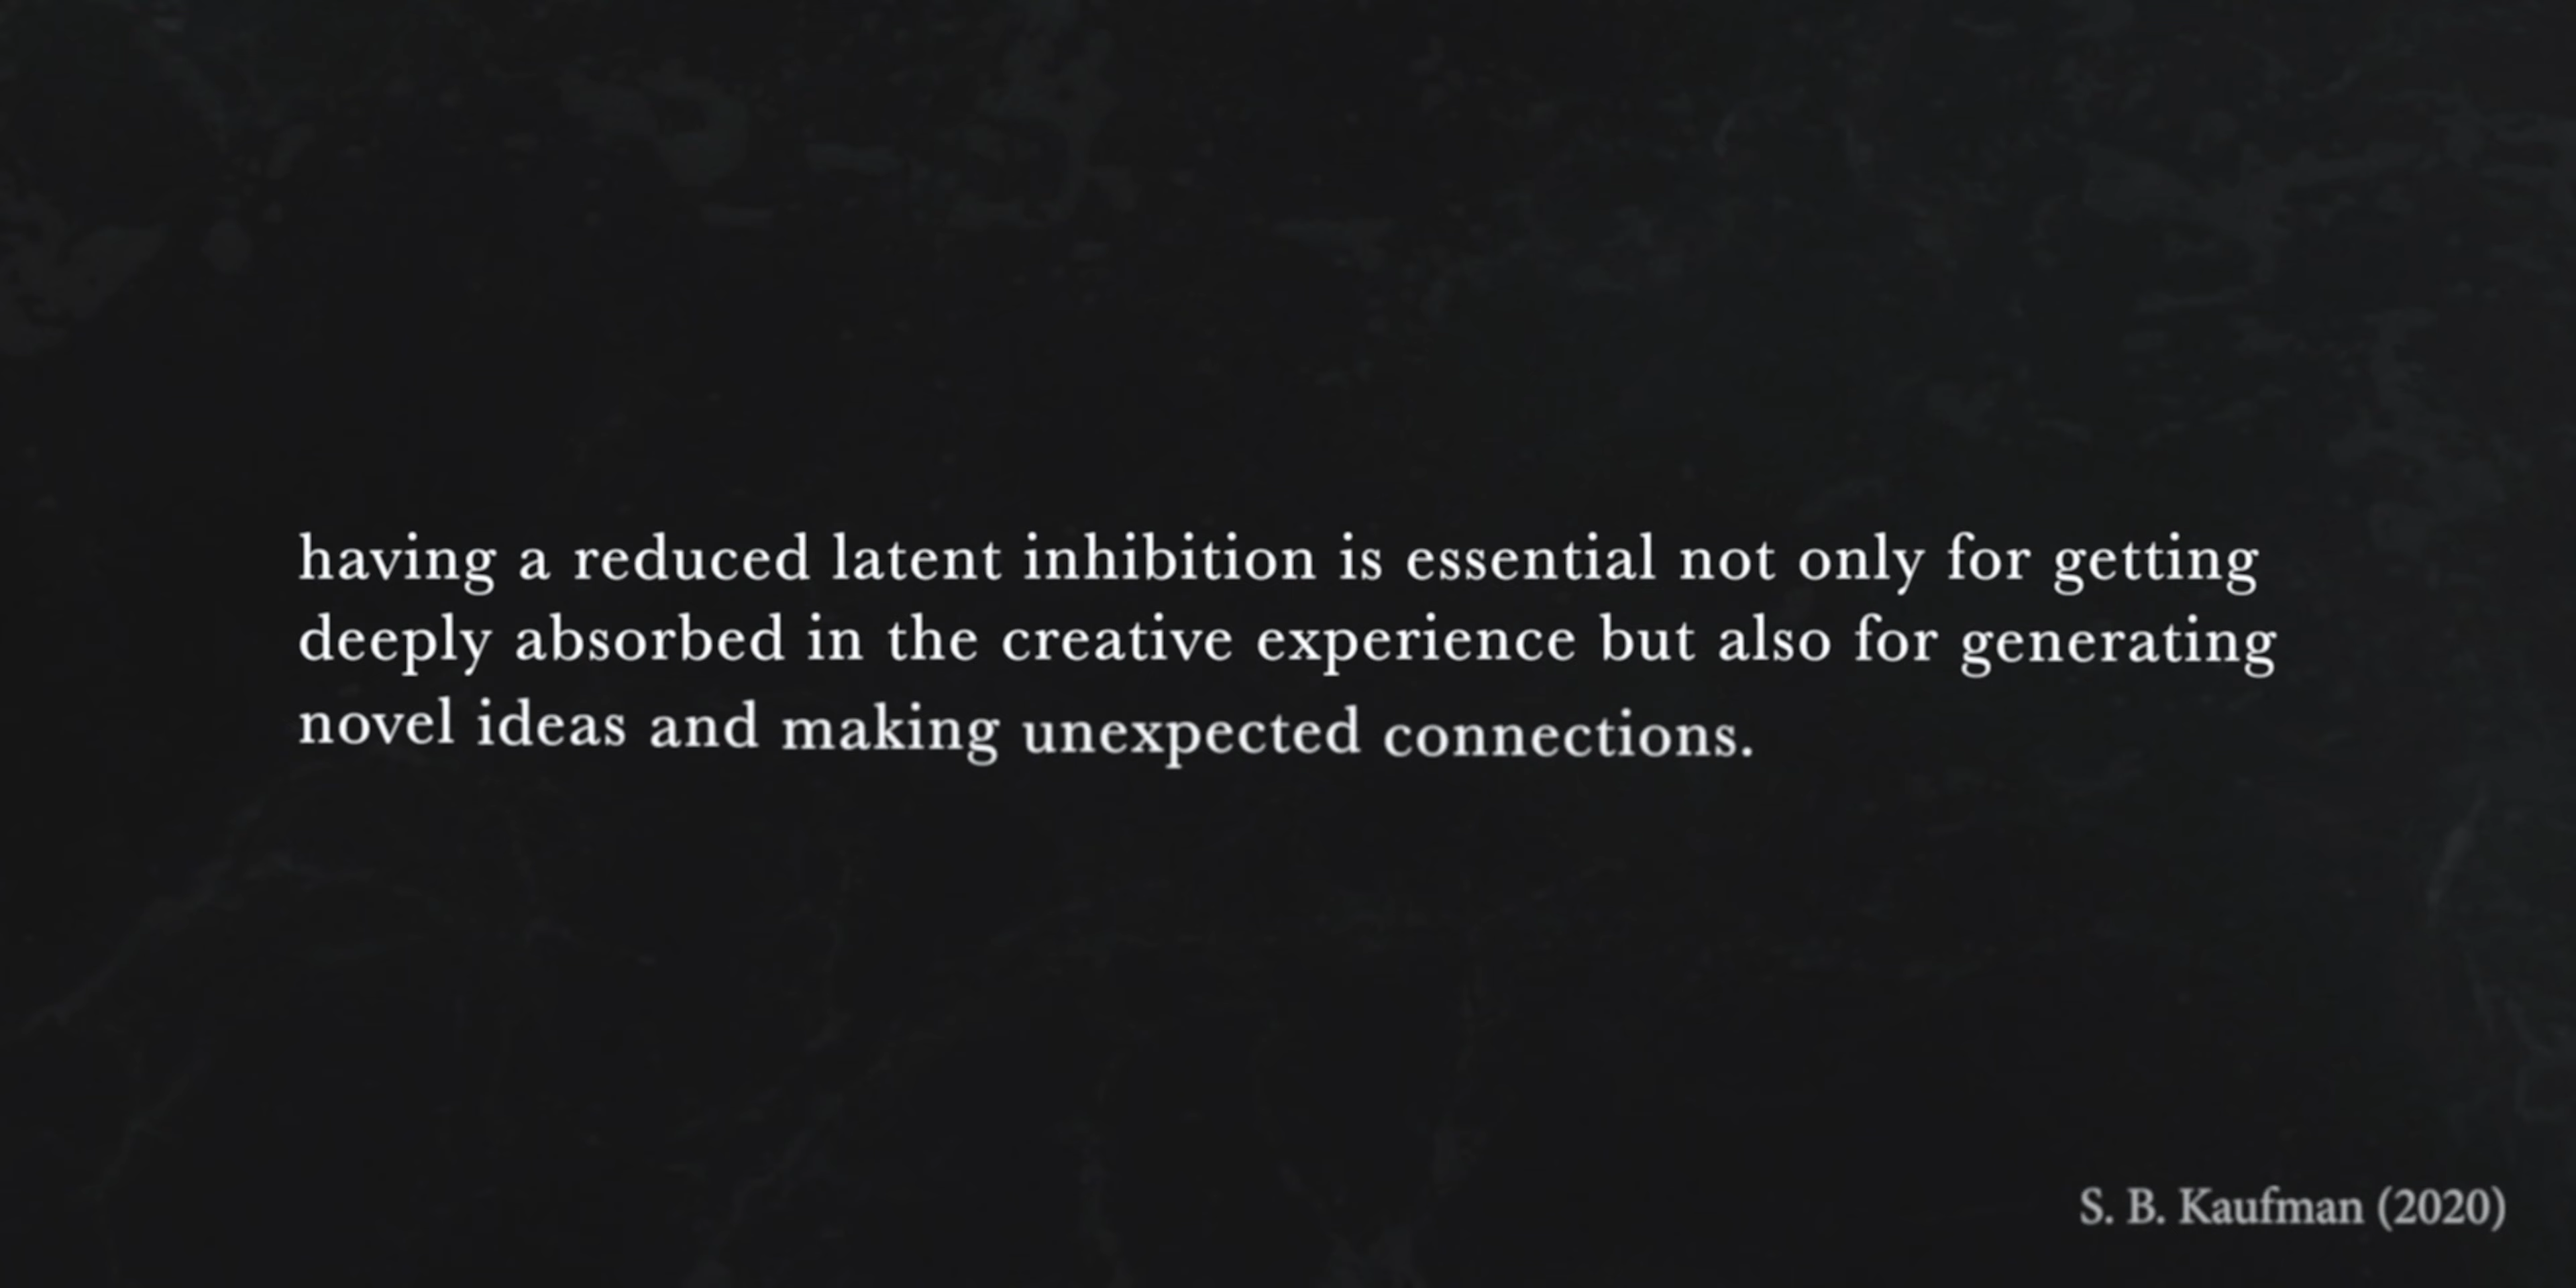 having a reduced latent inhibition is essential not only for getting
deeply absorbed in the creative experience but also for generating
novel ideas and making unexpected connections.
S. B. Kaufman (2020)